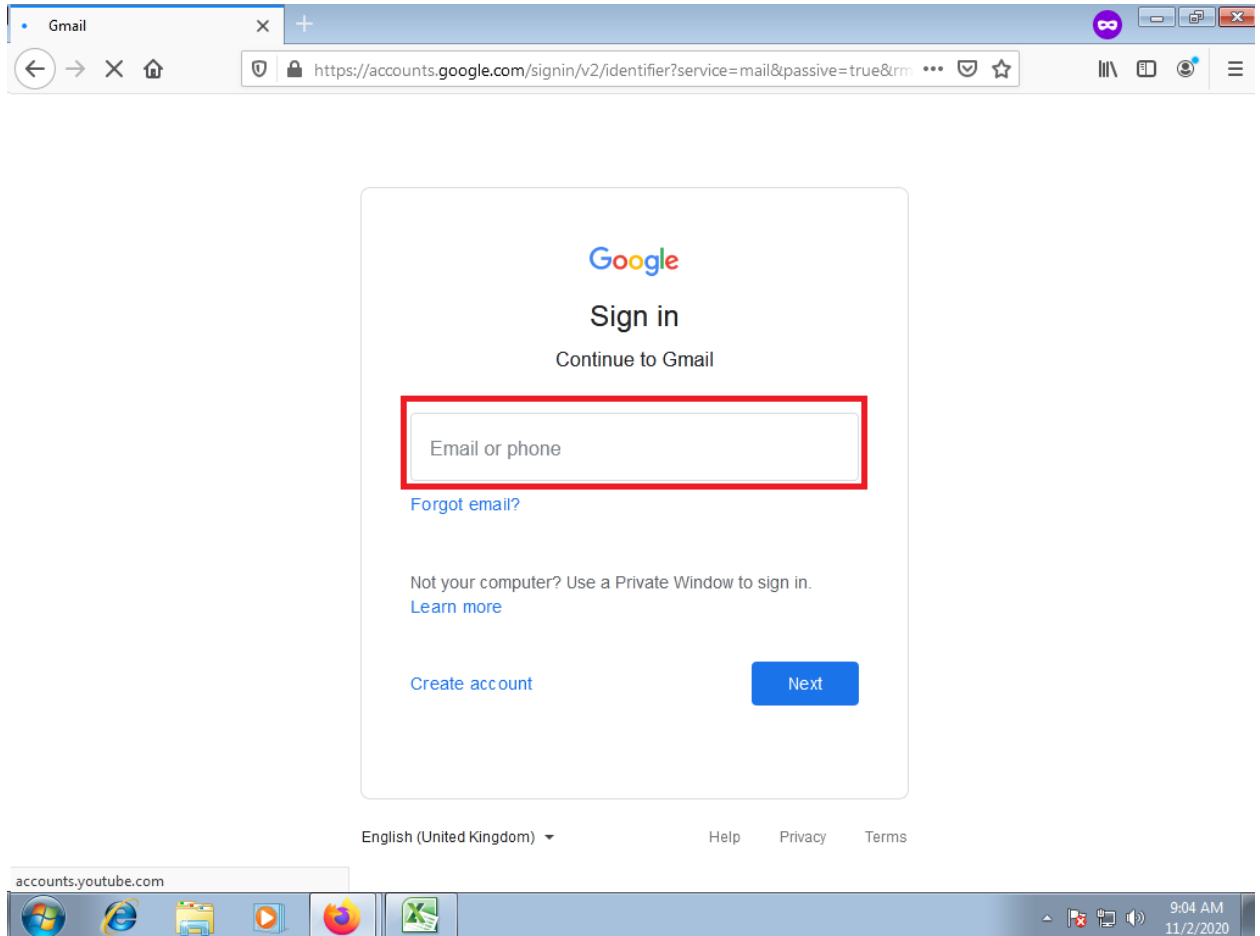 Gmail
https://accounts.google.com/signin/v2/identifier?service=mail&passive=true&rm
Google
Sign in
Continue to Gmail
Email or phone
Forgot email?
Not your computer? Use a Private Window to sign in.
Learn more
Create account
Next
English (United Kingdom)
Help Privacy Terms
accounts.youtube.com
9:04 AM
11/2/2020